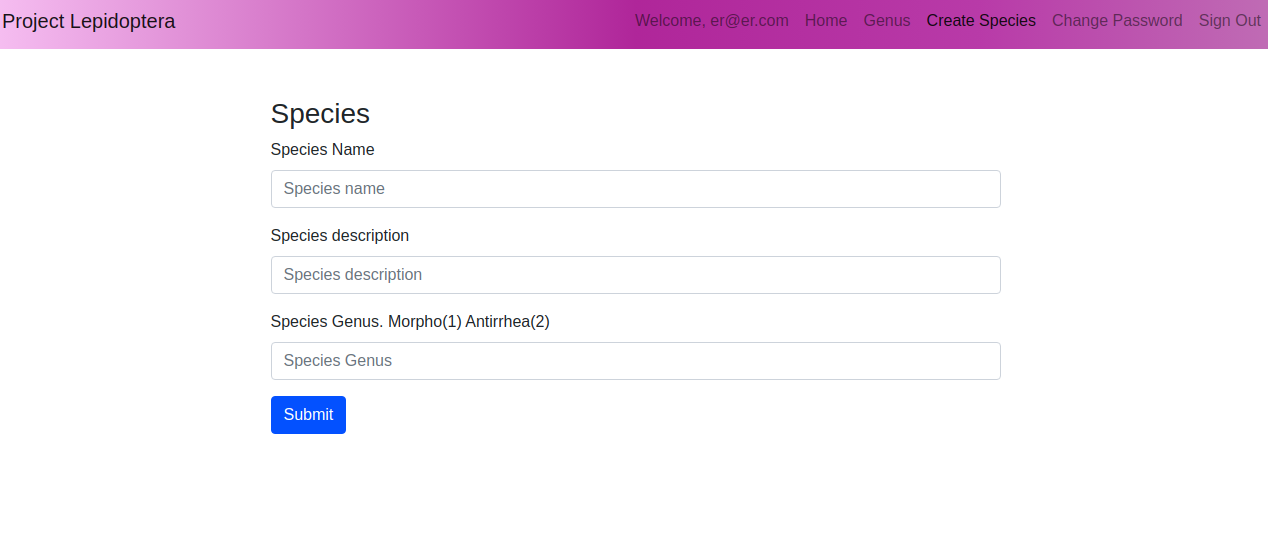 Project Lepidoptera Welcome, er@er.com Home Genus Create Species Change Password Sign Out
Species
Species Name
Species name
Species description
Species description
Species Genus. Morpho(1) Antirrhea(2)
Species Genus
Submit